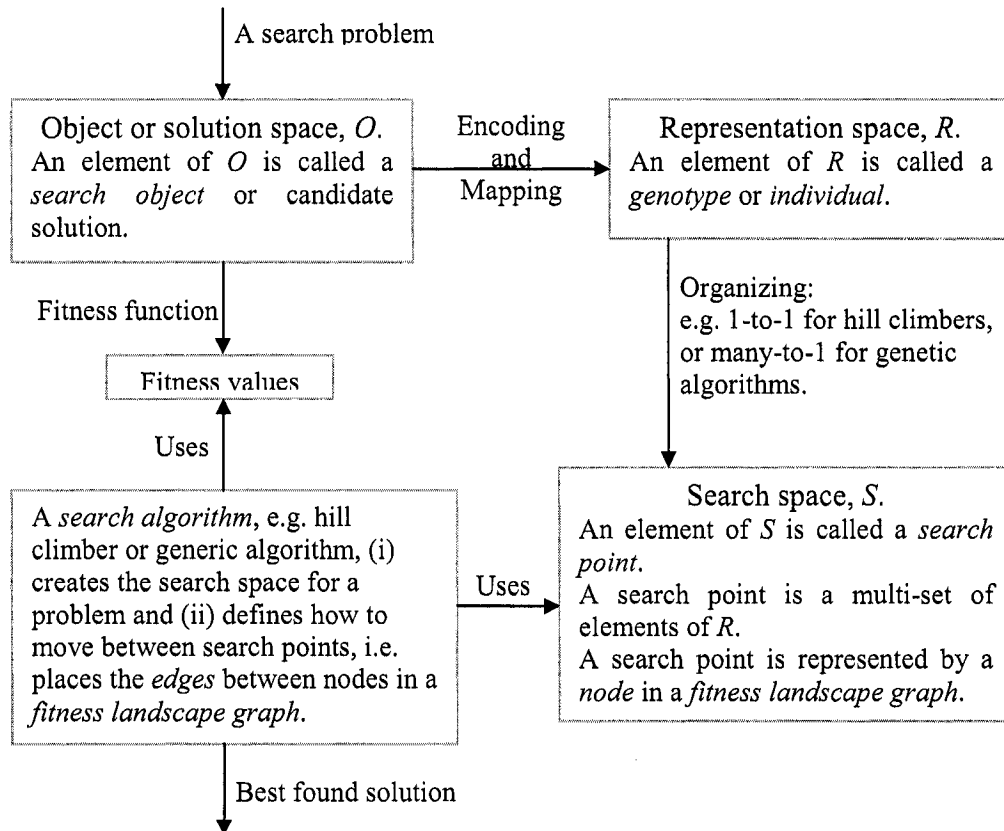 A search problem
Object or solution space, O.
An element of O is called a
search object or candidate
solution.
Encoding
and
Mapping
Representation space, R.
An element of R is called a
genotype or individual.
Fitness function
Organizing:
e.g. 1-to-1 for hill climbers,
or many-to-1 for genetic
algorithms.
Fitness values
Uses
A search algorithm, e.g. hill
climber or generic algorithm, (i)
creates the search space for a
problem and (ii) defines how to
move between search points, i.e.
places the edges between nodes in a
fitness landscape graph.
Uses
Search space, S.
An element of S is called a search
point.
A search point is a multi-set of
elements of R.
A search point is represented by a
node in a fitness landscape graph.
Best found solution